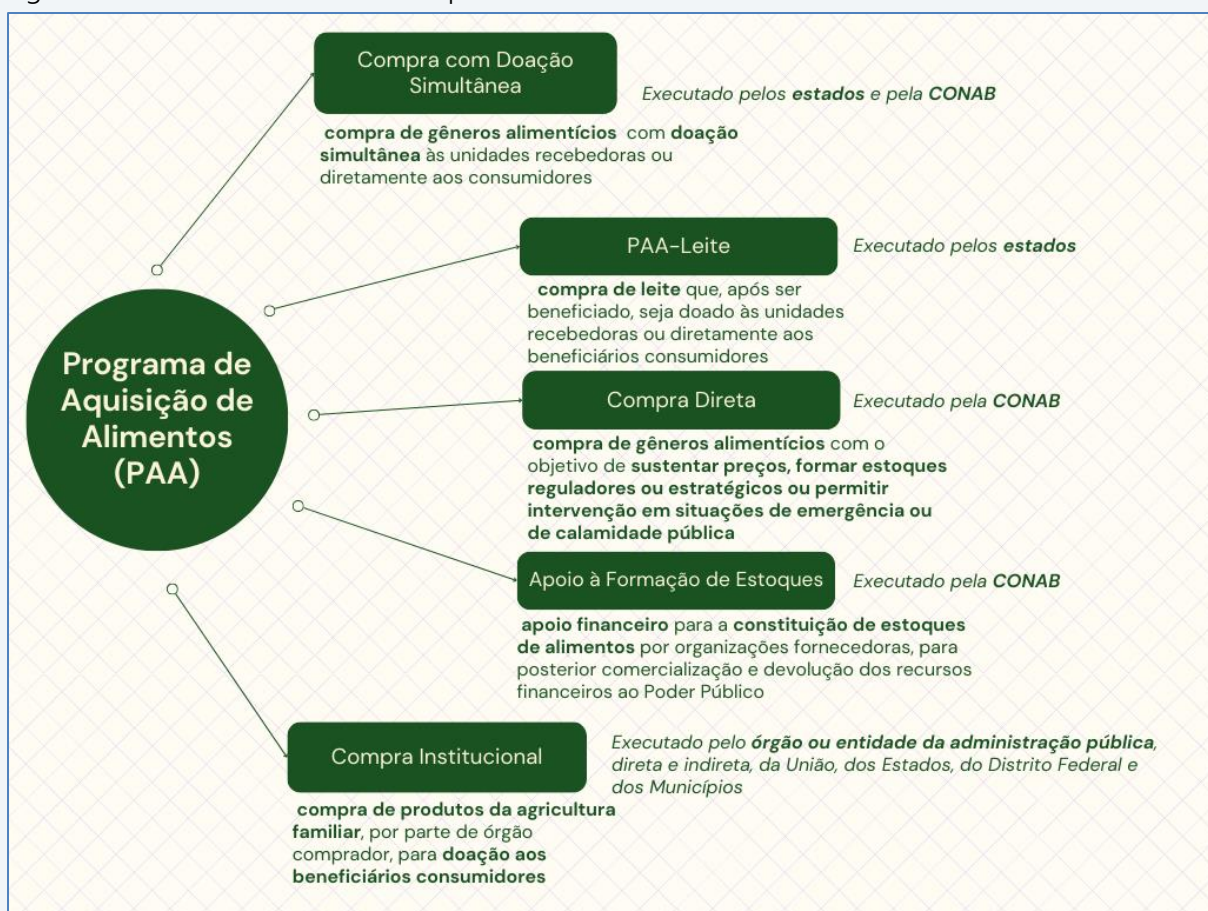 Compra com Doação
Simultânea
Executado pelos estados e pela CONAB
compra de gêneros alimentícios com doação
simultânea às unidades recebedoras ou
diretamente aos consumidores
PAA-Leite
Executado pelos estados
compra de leite que, após ser
beneficiado, seja doado às unidades
recebedoras ou diretamente aos
beneficiários consumidores
Programa de
Aquisição de
Alimentos
(PAA)
Compra Direta
Executado pela CONAB
compra de gêneros alimentícios com o
objetivo de sustentar preços, formar estoques
reguladores ou estratégicos ou permitir
intervenção em situações de emergência ou
de calamidade pública
Apoio à Formação de Estoques
Executado pela CONAB
apoio financeiro para a constituição de estoques
de alimentos por organizações fornecedoras, para
posterior comercialização e devolução dos recursos
financeiros ao Poder Público
Compra Institucional
Executado pelo órgão ou entidade da administração pública,
direta e indireta, da União, dos Estados, do Distrito Federal e
dos Municípios
compra de produtos da agricultura
familiar, por parte de órgão
comprador, para doação aos
beneficiários consumidores